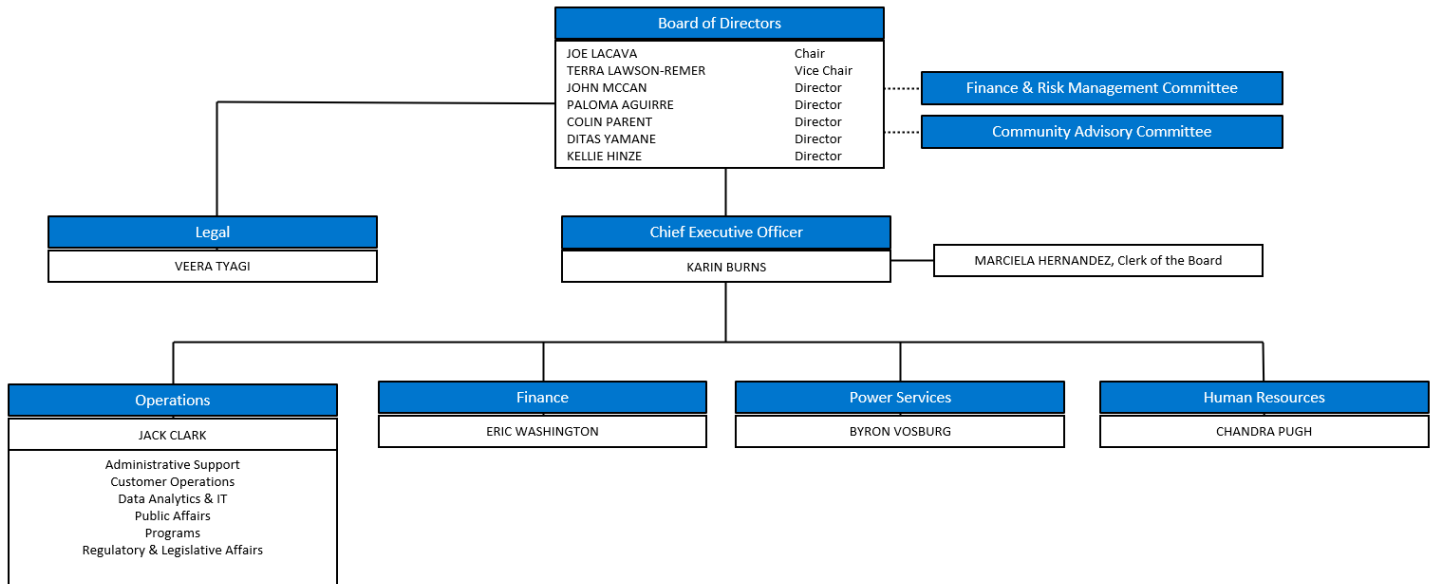 Board of Directors
JOE LACAVA Chair
TERRA LAWSON-REMER Vice Chair
JOHN MCCAN Director
PALOMA AGUIRRE Director
COLIN PARENT Director
DITAS YAMANE Director
KELLIE HINZE Director
Finance & Risk Management Committee
Community Advisory Committee
Legal
VEERA TYAGI
Chief Executive Officer
KARIN BURNS
MARCIELA HERNANDEZ, Clerk of the Board
Operations
JACK CLARK
Administrative Support
Customer Operations
Data Analytics & IT
Public Affairs
Programs
Regulatory & Legislative Affairs
Finance
ERIC WASHINGTON
Power Services
BYRON VOSBURG
Human Resources
CHANDRA PUGH